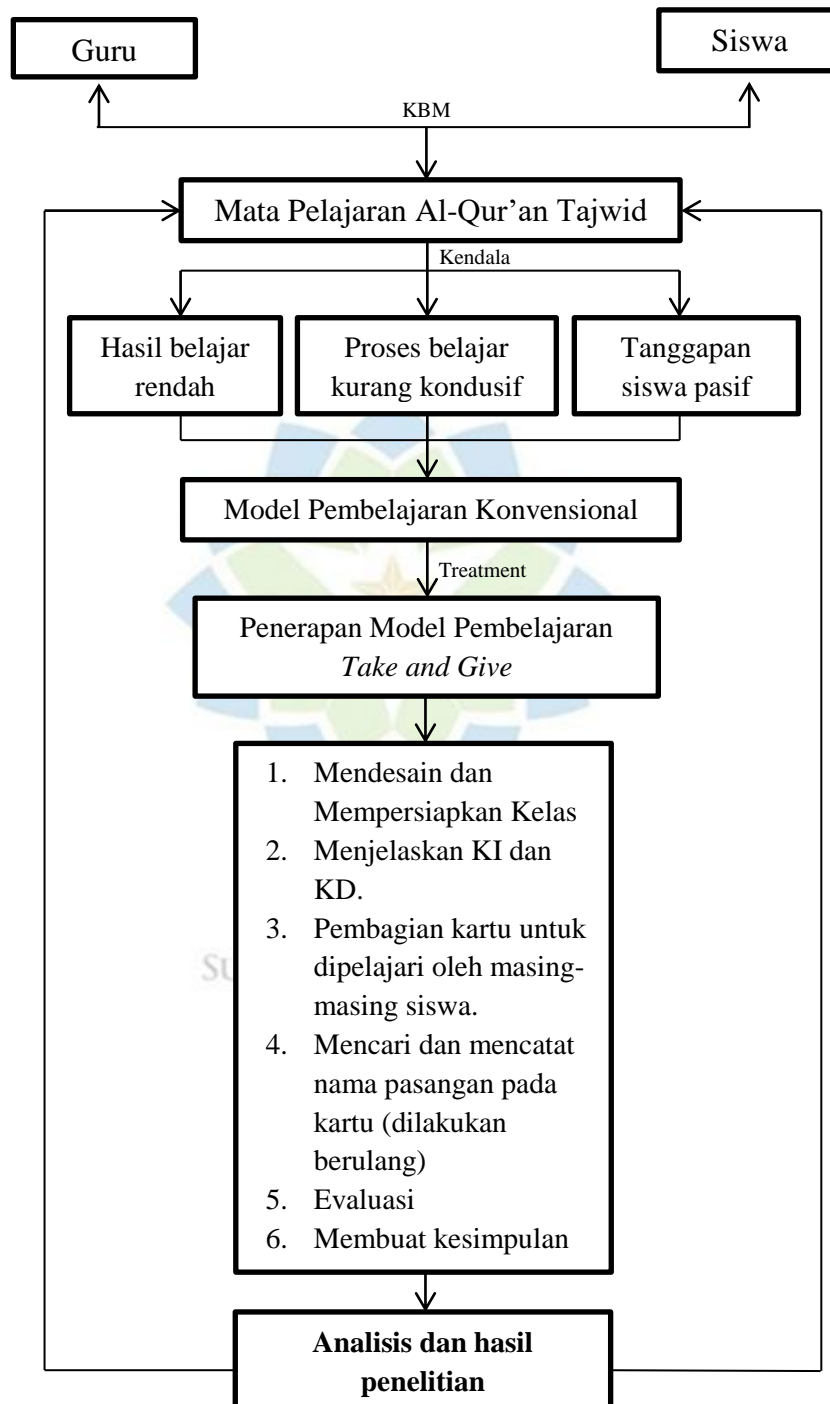 Guru
Siswa
KBM
Mata Pelajaran Al-Qur'an Tajwid
Kendala
Hasil belajar
rendah
Proses belajar
kurang kondusif
Tanggapan
siswa pasif
Model Pembelajaran Konvensional
Treatment
Penerapan Model Pembelajaran
Take and Give
1. Mendesain dan
Mempersiapkan Kelas
2. Menjelaskan KI dan
KD.
3. Pembagian kartu untuk
dipelajari oleh masing-
masing siswa.
4. Mencari dan mencatat
nama pasangan pada
kartu (dilakukan
berulang)
5. Evaluasi
6. Membuat kesimpulan
Analisis dan hasil
penelitian